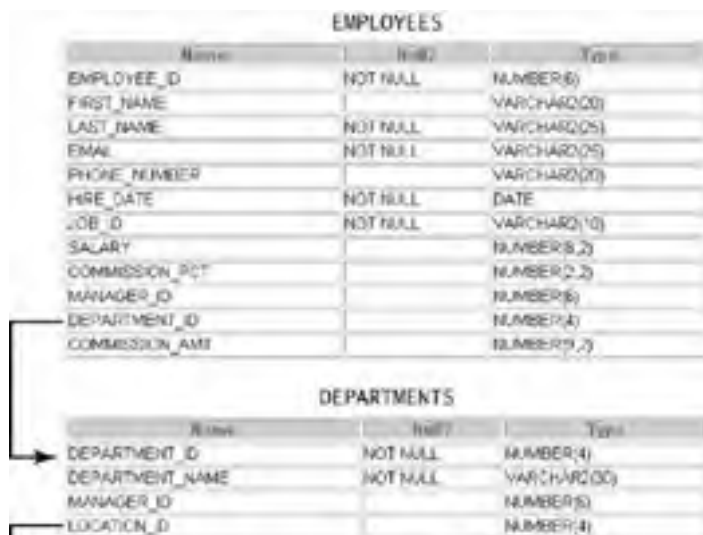 EMPLOYEES
Name Null? Type
EMPLOYEE_ID NOT NULL NUMBER(6)
FIRST_NAME VARCHAR2(20)
LAST_NAME NOT NULL VARCHAR2(25)
EMAIL NOT NULL VARCHAR2(25)
PHONE_NUMBER VARCHAR2(20)
HIRE_DATE NOT NULL DATE
JOB_ID NOT NULL VARCHAR2(10)
SALARY NUMBER(8,2)
COMMISSION_PCT NUMBER(2,2)
MANAGER_ID NUMBER(6)
DEPARTMENT_ID NUMBER(4)
COMMISSION_AMT NUMBER(9,2)
DEPARTMENTS
Name Null? Type
DEPARTMENT_ID NOT NULL NUMBER(4)
DEPARTMENT_NAME NOT NULL VARCHAR2(30)
MANAGER_ID NUMBER(6)
LOCATION_ID NUMBER(4)